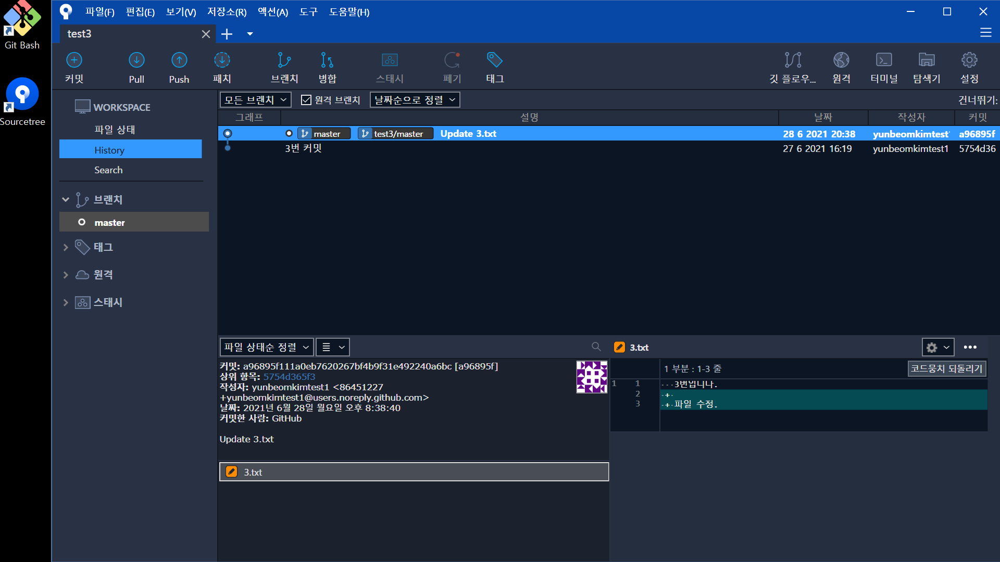 Git Bash
Sourcetree
파일(F) 편집(E) 보기(V) 저장소(R) 액션(A) 도구 도움말(H)
test3
커밋 Pull Push 패치 브랜치 병합 스태시 폐기 태그 깃 플로우... 원격 터미널 탐색기 설정
WORKSPACE
파일 상태
History
Search
브랜치
master
태그
원격
스태시
모든 브랜치 원격 브랜치 날짜순으로 정렬 건너뛰기:
그래프 설명 날짜 작성자 커밋
master test3/master Update 3.txt 28 6 2021 20:38 yunbeomkimtest a96895f
3번 커밋 27 6 2021 16:19 yunbeomkimtest1 5754d36
파일 상태순 정렬
커밋: a96895f111a0eb7620267bf4b9f31e492240a6bc [a96895f]
상위 항목: 5754d365f3
작성자: yunbeomkimtest1 <86451227
+yunbeomkimtest1@users.noreply.github.com>
날짜: 2021년 6월 28일 월요일 오후 8:38:40
커밋한 사람: GitHub
Update 3.txt
3.txt
3.txt
1 부분 : 1-3 줄 코드뭉치 되돌리기
1 1 3번입니다.
2 +
3 + 파일 수정.